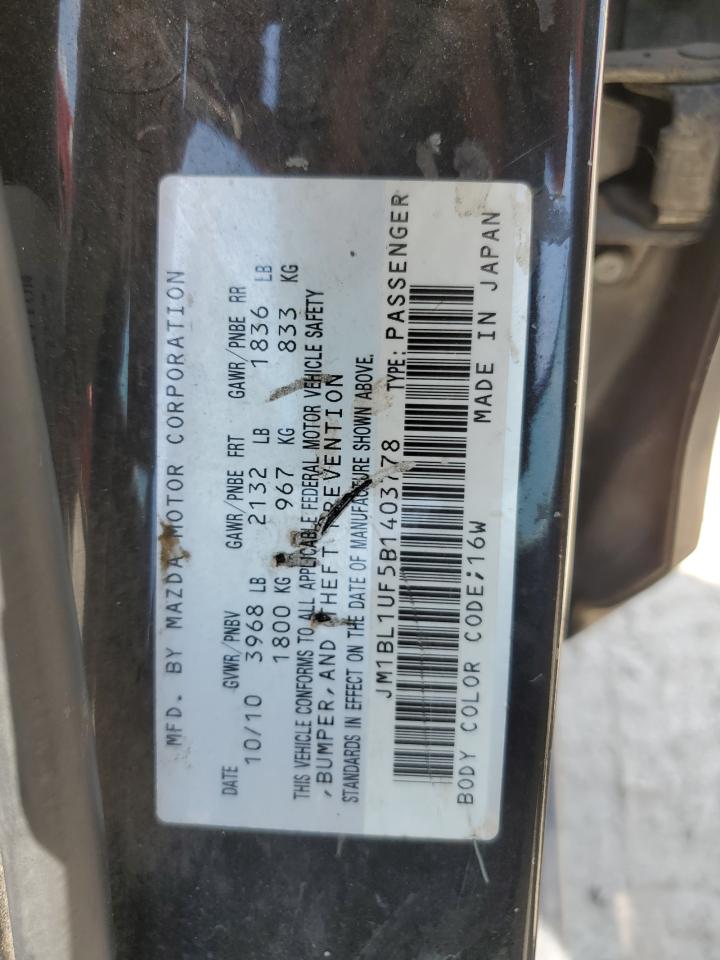 MFD. BY MAZDA MOTOR CORPORATION
DATE GVWR/PNBV GAWR/PNBE FRT GAWR/PNBE RR
10/10 3968 LB 2132 LB 1836 LB
1800 KG 967 KG 833 KG
THIS VEHICLE CONFORMS TO ALL APPLICABLE FEDERAL MOTOR VEHICLE SAFETY
,BUMPER,AND THEFT PREVENTION
STANDARDS IN EFFECT ON THE DATE OF MANUFACTURE SHOWN ABOVE.
JM1BL1UF5B1403778 TYPE: PASSENGER
BODY COLOR CODE;16W MADE IN JAPAN